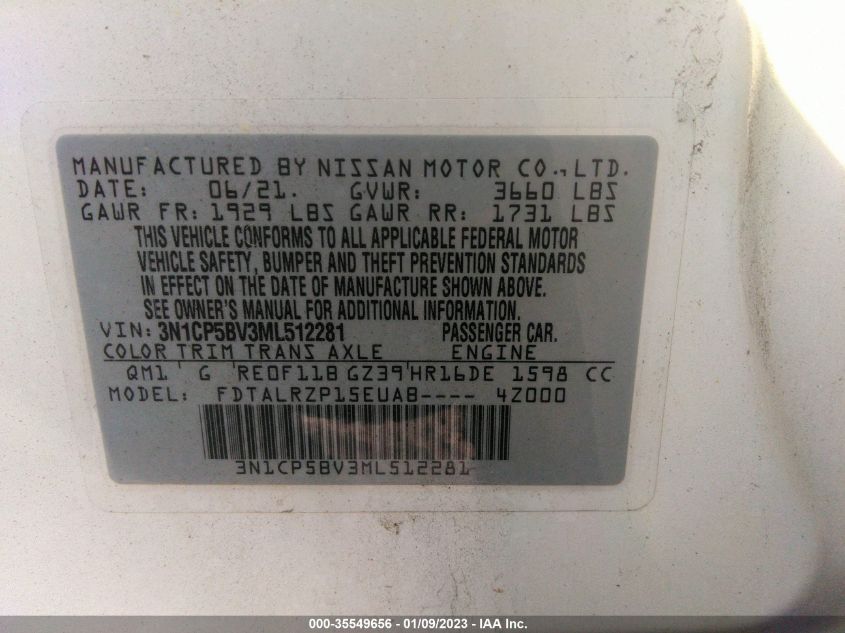 MANUFACTURED BY NISSAN MOTOR CO., LTD.
DATE: 06/21. GVWR: 3660 LBS
GAWR FR: 1929 LBS GAWR RR: 1731 LBS
THIS VEHICLE CONFORMS TO ALL APPLICABLE FEDERAL MOTOR
VEHICLE SAFETY, BUMPER AND THEFT PREVENTION STANDARDS
IN EFFECT ON THE DATE OF MANUFACTURE SHOWN ABOVE.
SEE OWNER'S MANUAL FOR ADDITIONAL INFORMATION.
VIN: 3N1CP5BV3ML512281 PASSENGER CAR.
COLOR TRIM TRANS AXLE ENGINE
QM1 G RE0F11B GZ39 HR16DE 1598 CC
MODEL: FDTALRZP15EUAB---- 4Z000
3N1CP5BV3ML512281
000-35549656 - 01/09/2023 - IAA Inc.